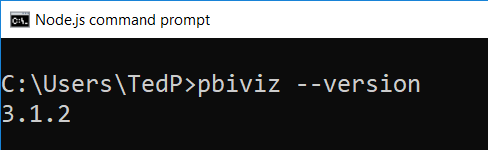 Node.js command prompt
C:\Users\TedP>pbiviz --version
3.1.2